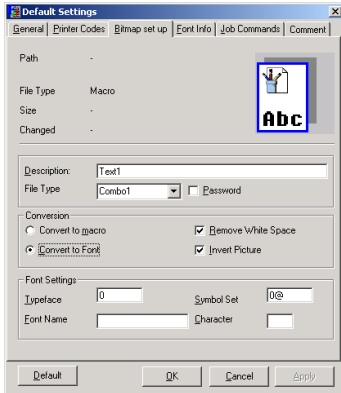 Default Settings
General Printer Codes Bitmap set up Font Info Job Commands Comment
Path -
File Type Macro
Size -
Changed -
Abc
Description: Text1
File Type Combo1 Password
Conversion
Convert to macro Remove White Space
Convert to Font Invert Picture
Font Settings
Typeface 0 Symbol Set 0@
Font Name Character
Default OK Cancel Apply